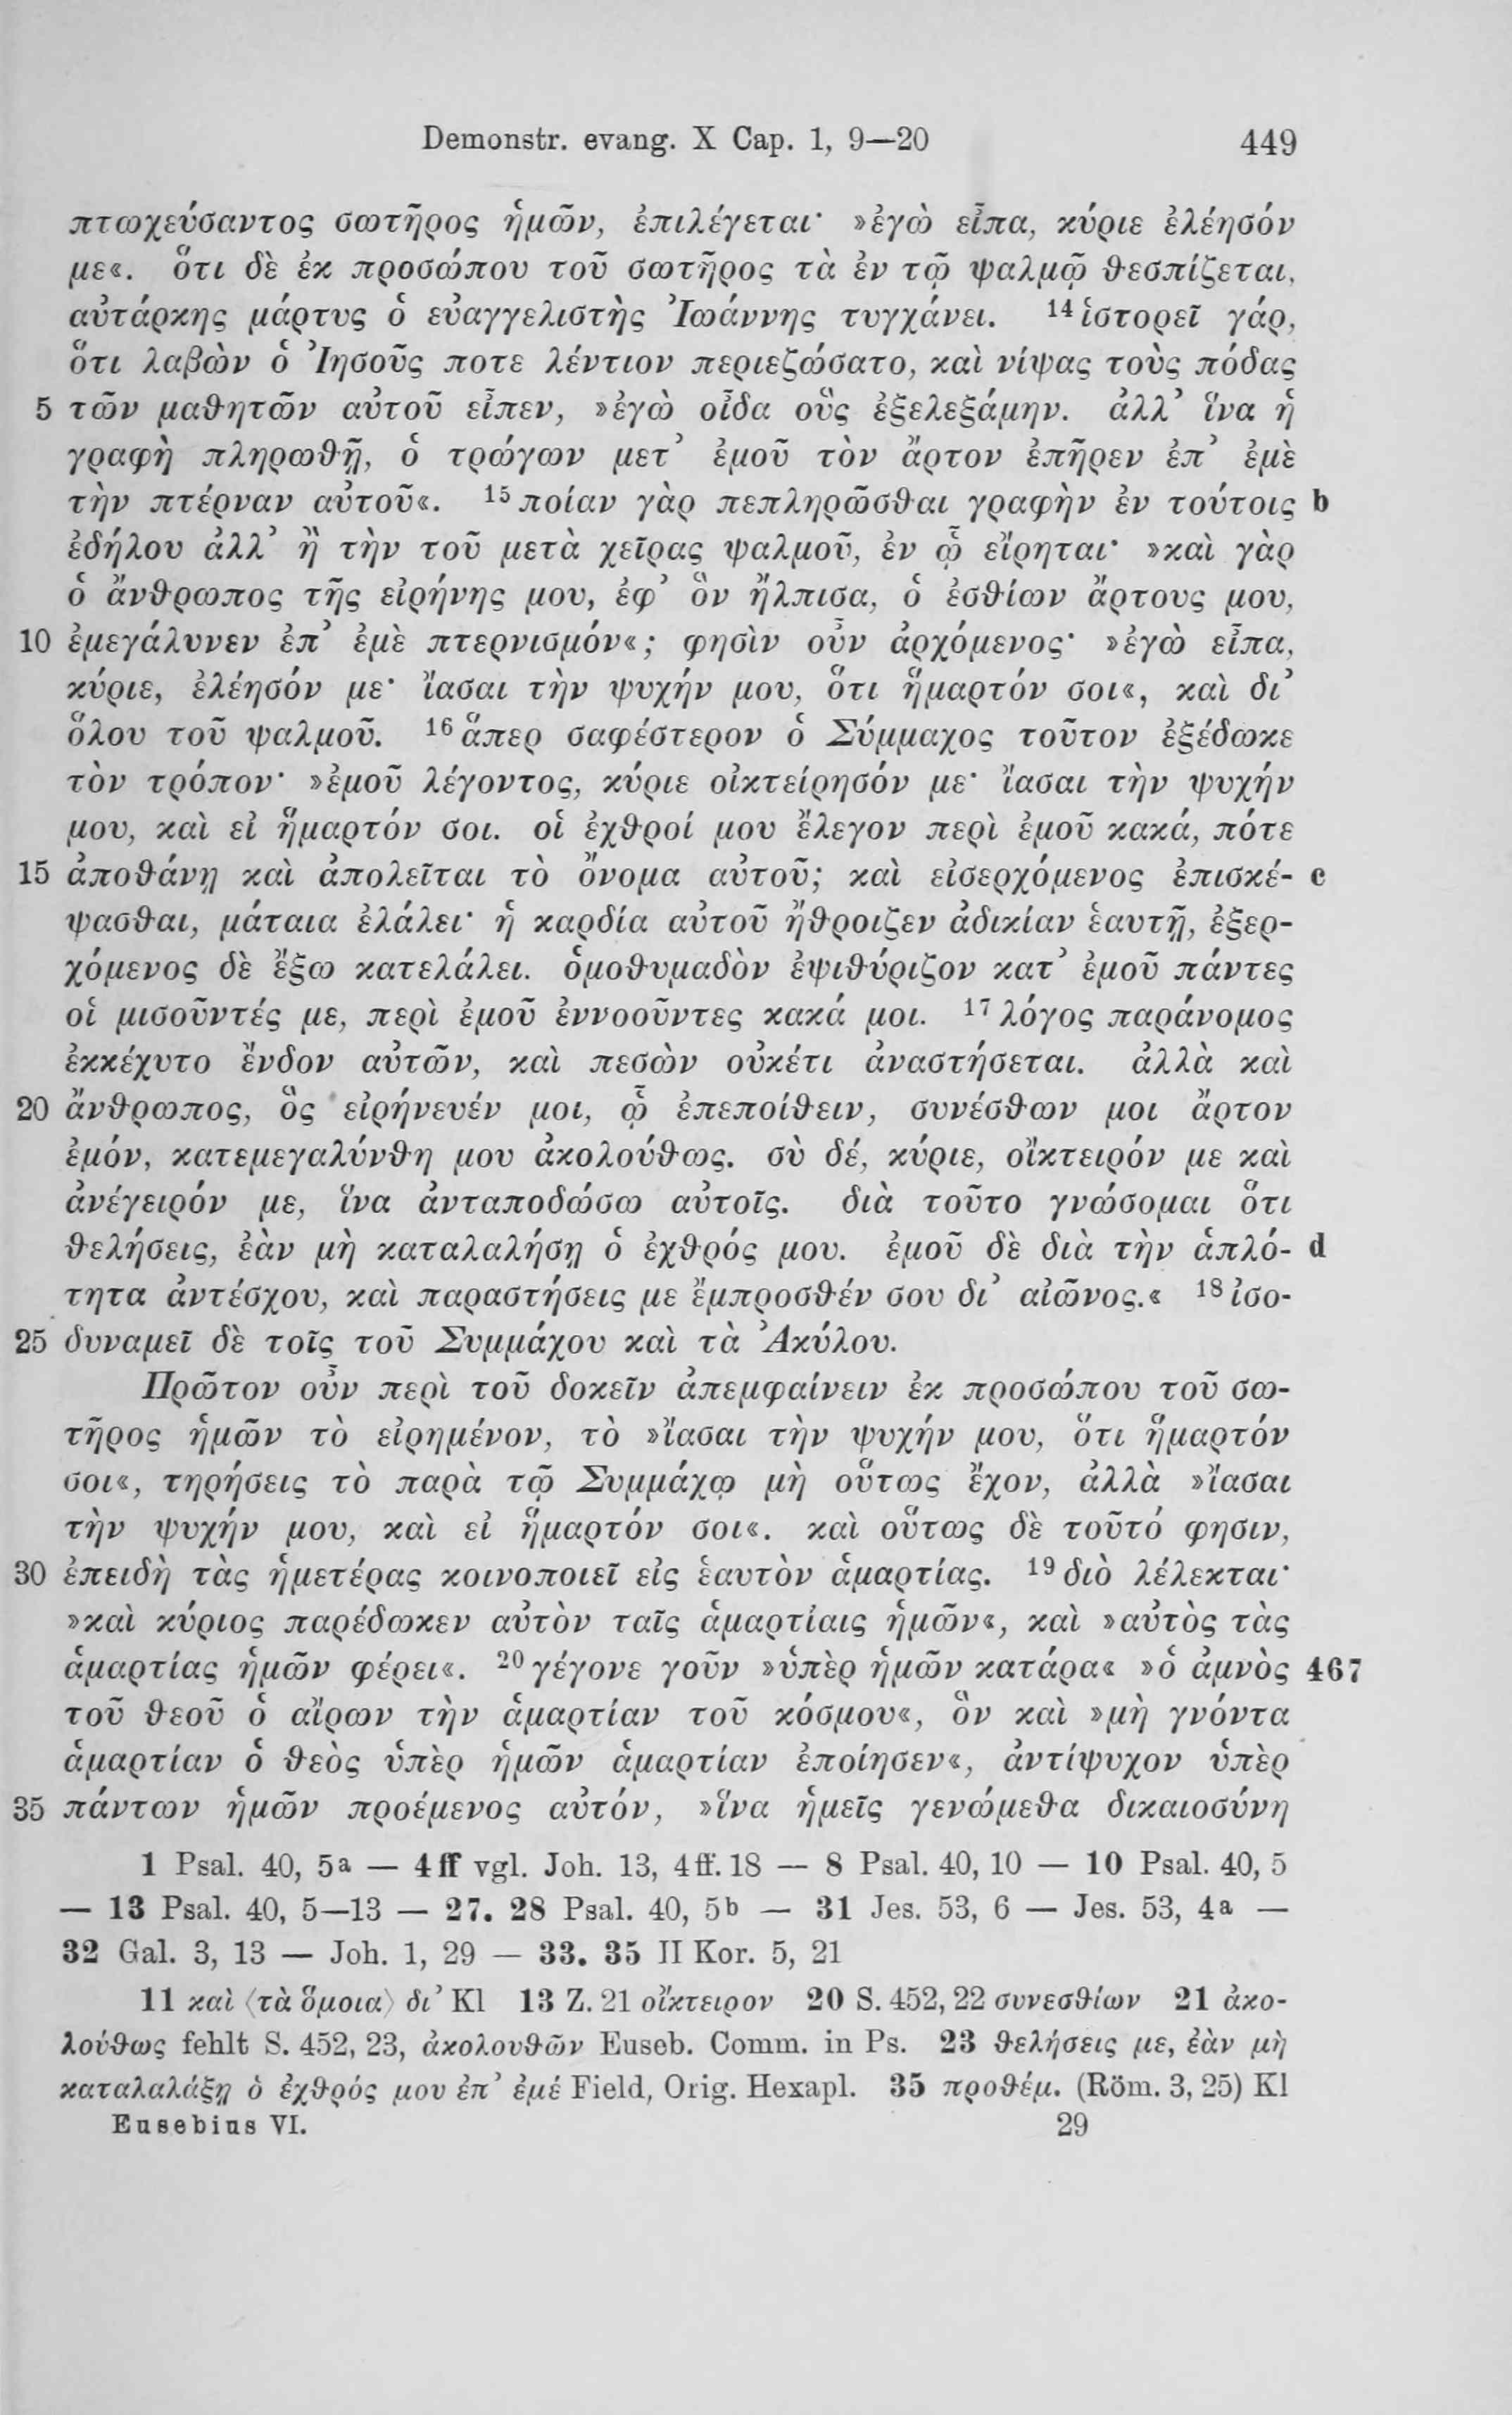 Demonstr. evang. X Cap. 1, 9—20 449
πτωχεύσαντος σωτῆρος ἡμῶν, ἐπιλέγεται· »ἐγὼ εἶπα, κύριε ἐλέησόν
με«. ὅτι δὲ ἐκ προσώπου τοῦ σωτῆρος τὰ ἐν τῷ ψαλμῷ θεσπίζεται,
αὐτάρκης μάρτυς ὁ εὐαγγελιστὴς Ἰωάννης τυγχάνει. ¹⁴ ἱστορεῖ γάρ,
ὅτι λαβὼν ὁ Ἰησοῦς ποτε λέντιον περιεζώσατο, καὶ νίψας τοὺς πόδας
5 τῶν μαθητῶν αὐτοῦ εἶπεν, »ἐγὼ οἶδα οὓς ἐξελεξάμην. ἀλλ’ ἵνα ἡ
γραφὴ πληρωθῇ, ὁ τρώγων μετ’ ἐμοῦ τὸν ἄρτον ἐπῆρεν ἐπ’ ἐμὲ
τὴν πτέρναν αὐτοῦ«. ¹⁵ ποίαν γὰρ πεπληρῶσθαι γραφὴν ἐν τούτοις b
ἐδήλου ἀλλ’ ἢ τὴν τοῦ μετὰ χεῖρας ψαλμοῦ, ἐν ᾧ εἴρηται· »καὶ γὰρ
ὁ ἄνθρωπος τῆς εἰρήνης μου, ἐφ’ ὃν ἤλπισα, ὁ ἐσθίων ἄρτους μου,
10 ἐμεγάλυνεν ἐπ’ ἐμὲ πτερνισμόν«; φησὶν οὖν ἀρχόμενος· »ἐγὼ εἶπα,
κύριε, ἐλέησόν με· ἴασαι τὴν ψυχήν μου, ὅτι ἥμαρτόν σοι«, καὶ δι’
ὅλου τοῦ ψαλμοῦ. ¹⁶ ἅπερ σαφέστερον ὁ Σύμμαχος τοῦτον ἐξέδωκε
τὸν τρόπον· »ἐμοῦ λέγοντος, κύριε οἰκτείρησόν με· ἴασαι τὴν ψυχήν
μου, καὶ εἰ ἥμαρτόν σοι. οἱ ἐχθροί μου ἔλεγον περὶ ἐμοῦ κακά, πότε
15 ἀποθάνῃ καὶ ἀπολεῖται τὸ ὄνομα αὐτοῦ; καὶ εἰσερχόμενος ἐπισκέ- c
ψασθαι, μάταια ἐλάλει· ἡ καρδία αὐτοῦ ἤθροιζεν ἀδικίαν ἑαυτῇ, ἐξερ-
χόμενος δὲ ἔξω κατελάλει. ὁμοθυμαδὸν ἐψιθύριζον κατ’ ἐμοῦ πάντες
οἱ μισοῦντές με, περὶ ἐμοῦ ἐννοοῦντες κακά μοι. ¹⁷ λόγος παράνομος
ἐκκέχυτο ἔνδον αὐτῶν, καὶ πεσὼν οὐκέτι ἀναστήσεται. ἀλλὰ καὶ
20 ἄνθρωπος, ὃς εἰρήνευέν μοι, ᾧ ἐπεποίθειν, συνέσθων μοι ἄρτον
ἐμόν, κατεμεγαλύνθη μου ἀκολούθως. σὺ δέ, κύριε, οἴκτειρόν με καὶ
ἀνέγειρόν με, ἵνα ἀνταποδώσω αὐτοῖς. διὰ τοῦτο γνώσομαι ὅτι
θελήσεις, ἐὰν μὴ καταλαλήσῃ ὁ ἐχθρός μου. ἐμοῦ δὲ διὰ τὴν ἁπλό- d
τητα ἀντέσχου, καὶ παραστήσεις με ἔμπροσθέν σου δι’ αἰῶνος.« ¹⁸ ἰσο-
25 δυναμεῖ δὲ τοῖς τοῦ Συμμάχου καὶ τὰ Ἀκύλου.
Πρῶτον οὖν περὶ τοῦ δοκεῖν ἀπεμφαίνειν ἐκ προσώπου τοῦ σω-
τῆρος ἡμῶν τὸ εἰρημένον, τὸ »ἴασαι τὴν ψυχήν μου, ὅτι ἥμαρτόν
σοι«, τηρήσεις τὸ παρὰ τῷ Συμμάχῳ μὴ οὕτως ἔχον, ἀλλὰ »ἴασαι
τὴν ψυχήν μου, καὶ εἰ ἥμαρτόν σοι«. καὶ οὕτως δὲ τοῦτό φησιν,
30 ἐπειδὴ τὰς ἡμετέρας κοινοποιεῖ εἰς ἑαυτὸν ἁμαρτίας. ¹⁹ διὸ λέλεκται·
»καὶ κύριος παρέδωκεν αὐτὸν ταῖς ἁμαρτίαις ἡμῶν«, καὶ »αὐτὸς τὰς
ἁμαρτίας ἡμῶν φέρει«. ²⁰ γέγονε γοῦν »ὑπὲρ ἡμῶν κατάρα« »ὁ ἀμνὸς 467
τοῦ θεοῦ ὁ αἴρων τὴν ἁμαρτίαν τοῦ κόσμου«, ὃν καὶ »μὴ γνόντα
ἁμαρτίαν ὁ θεὸς ὑπὲρ ἡμῶν ἁμαρτίαν ἐποίησεν«, ἀντίψυχον ὑπὲρ
35 πάντων ἡμῶν προέμενος αὐτόν, »ἵνα ἡμεῖς γενώμεθα δικαιοσύνη
1 Psal. 40, 5a — 4 ff vgl. Joh. 13, 4 ff. 18 — 8 Psal. 40, 10 — 10 Psal. 40, 5
— 13 Psal. 40, 5—13 — 27. 28 Psal. 40, 5b — 31 Jes. 53, 6 — Jes. 53, 4a —
32 Gal. 3, 13 — Joh. 1, 29 — 33. 35 II Kor. 5, 21
11 καὶ ⟨τὰ ὅμοια⟩ δι’ Kl 13 Z. 21 οἴκτειρον 20 S. 452, 22 συνεσθίων 21 ἀκο-
λούθως fehlt S. 452, 23, ἀκολουθῶν Euseb. Comm. in Ps. 23 θελήσεις με, ἐὰν μὴ
καταλαλάξῃ ὁ ἐχθρός μου ἐπ’ ἐμέ Field, Orig. Hexapl. 35 προθέμ. (Röm. 3, 25) Kl
Eusebius VI. 29